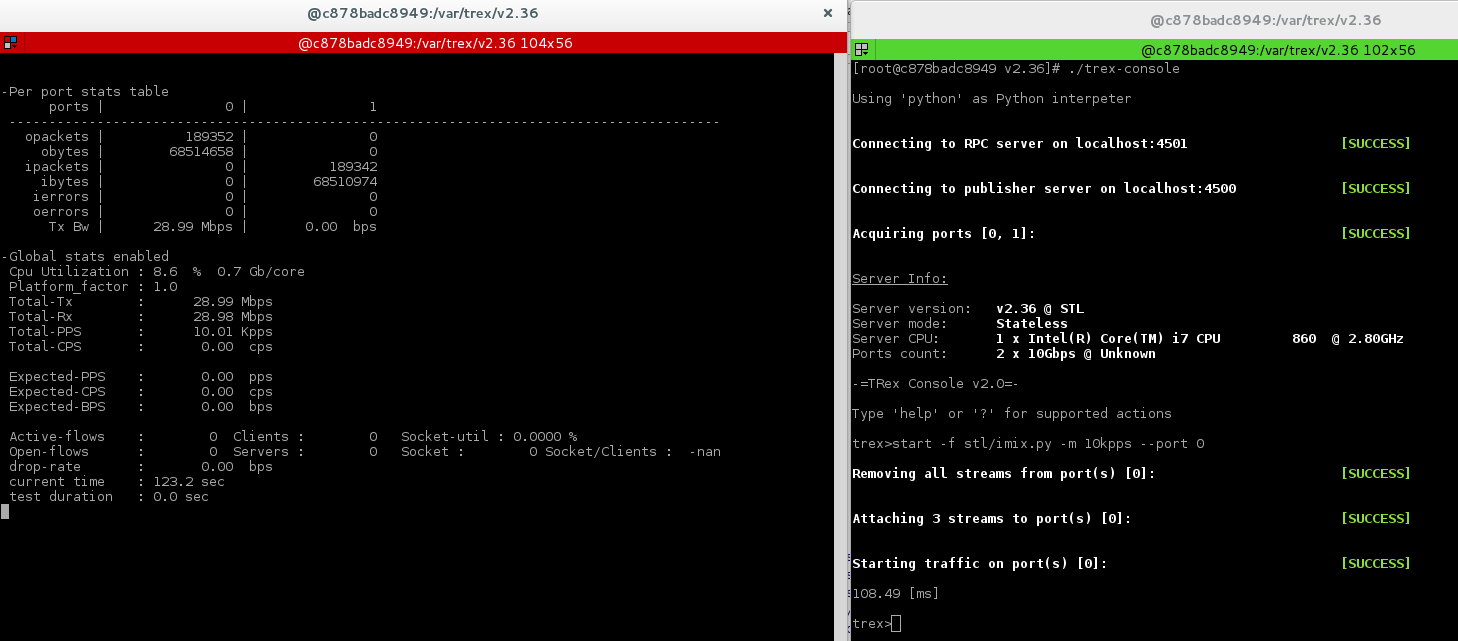 @c878badc8949:/var/trex/v2.36
@c878badc8949:/var/trex/v2.36 104x56
-Per port stats table
ports | 0 | 1
-----------------------------------------------------------------------------------------
opackets | 189352 | 0
obytes | 68514658 | 0
ipackets | 0 | 189342
ibytes | 0 | 68510974
ierrors | 0 | 0
oerrors | 0 | 0
Tx Bw | 28.99 Mbps | 0.00 bps
-Global stats enabled
Cpu Utilization : 8.6 % 0.7 Gb/core
Platform_factor : 1.0
Total-Tx : 28.99 Mbps
Total-Rx : 28.98 Mbps
Total-PPS : 10.01 Kpps
Total-CPS : 0.00 cps
Expected-PPS : 0.00 pps
Expected-CPS : 0.00 cps
Expected-BPS : 0.00 bps
Active-flows : 0 Clients : 0 Socket-util : 0.0000 %
Open-flows : 0 Servers : 0 Socket : 0 Socket/Clients : -nan
drop-rate : 0.00 bps
current time : 123.2 sec
test duration : 0.0 sec
@c878badc8949:/var/trex/v2.36
@c878badc8949:/var/trex/v2.36 102x56
[root@c878badc8949 v2.36]# ./trex-console
Using 'python' as Python interpeter
Connecting to RPC server on localhost:4501 [SUCCESS]
Connecting to publisher server on localhost:4500 [SUCCESS]
Acquiring ports [0, 1]: [SUCCESS]
Server Info:
Server version: v2.36 @ STL
Server mode: Stateless
Server CPU: 1 x Intel(R) Core(TM) i7 CPU 860 @ 2.80GHz
Ports count: 2 x 10Gbps @ Unknown
-=TRex Console v2.0=-
Type 'help' or '?' for supported actions
trex>start -f stl/imix.py -m 10kpps --port 0
Removing all streams from port(s) [0]: [SUCCESS]
Attaching 3 streams to port(s) [0]: [SUCCESS]
Starting traffic on port(s) [0]: [SUCCESS]
108.49 [ms]
trex>